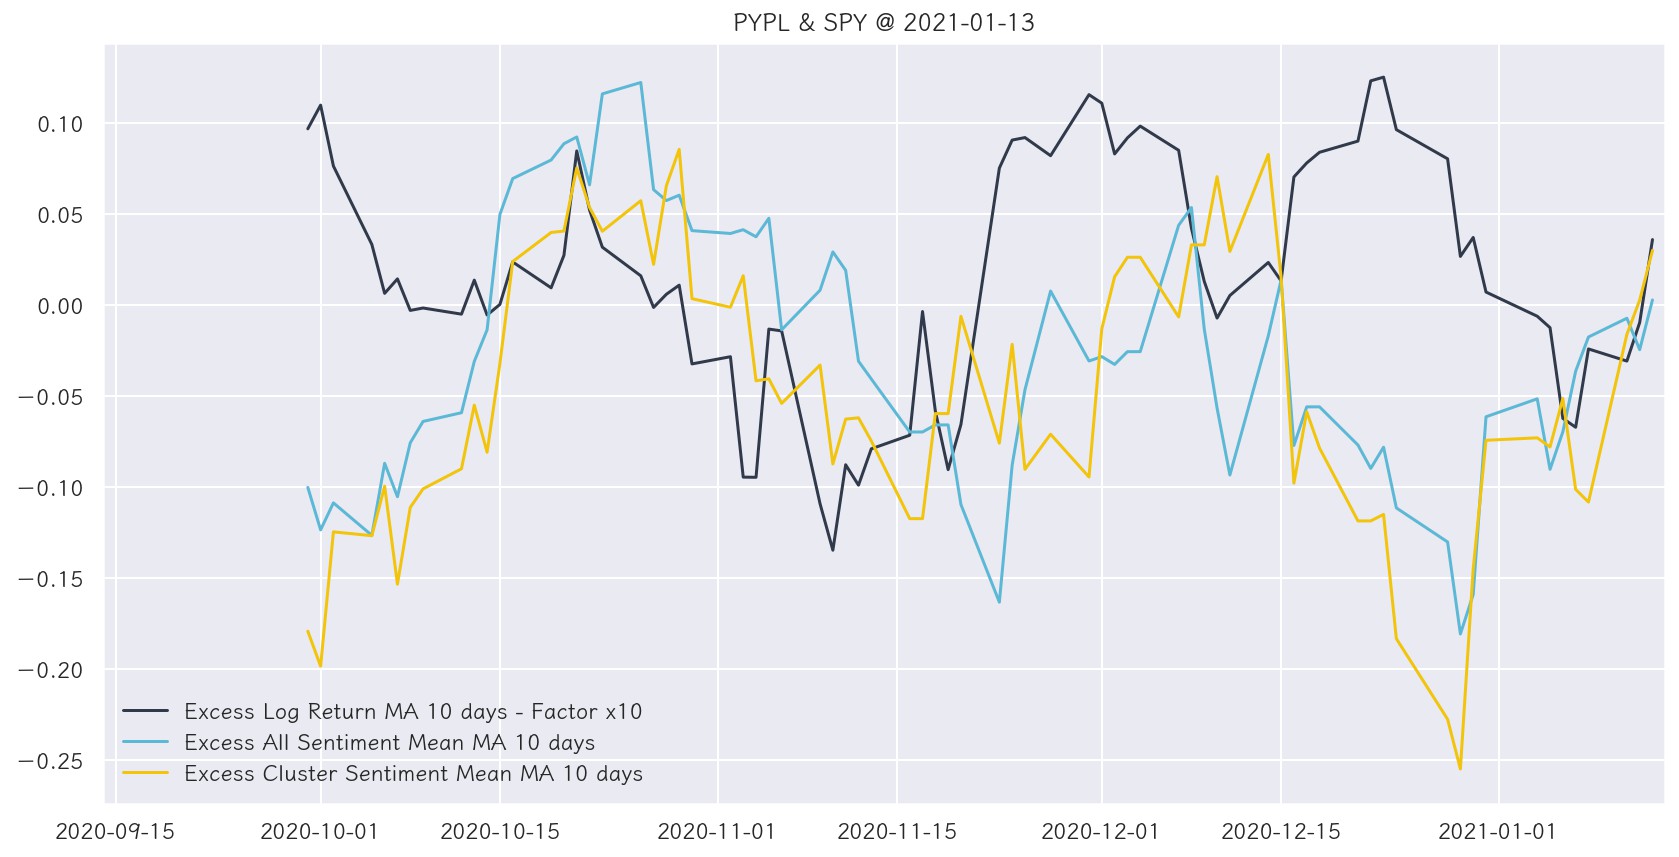 PYPL & SPY @ 2021-01-13
0.10
0.05
0.00
−0.05
−0.10
−0.15
−0.20
−0.25
Excess Log Return MA 10 days - Factor x10
Excess All Sentiment Mean MA 10 days
Excess Cluster Sentiment Mean MA 10 days
2020-09-15 2020-10-01 2020-10-15 2020-11-01 2020-11-15 2020-12-01 2020-12-15 2021-01-01